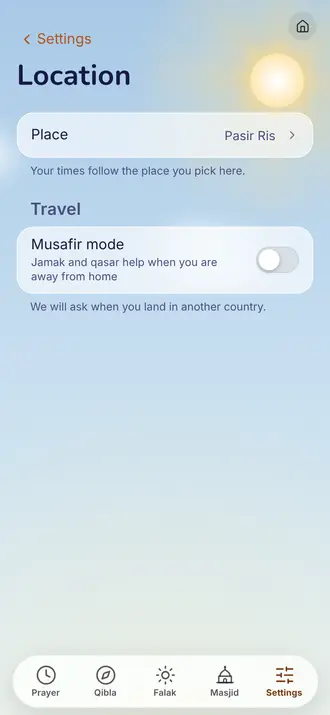 Settings
Location
Place
Pasir Ris
Your times follow the place you pick here.
Travel
Musafir mode
Jamak and qasar help when you are
away from home
We will ask when you land in another country.
Prayer
Qibla
Falak
Masjid
Settings